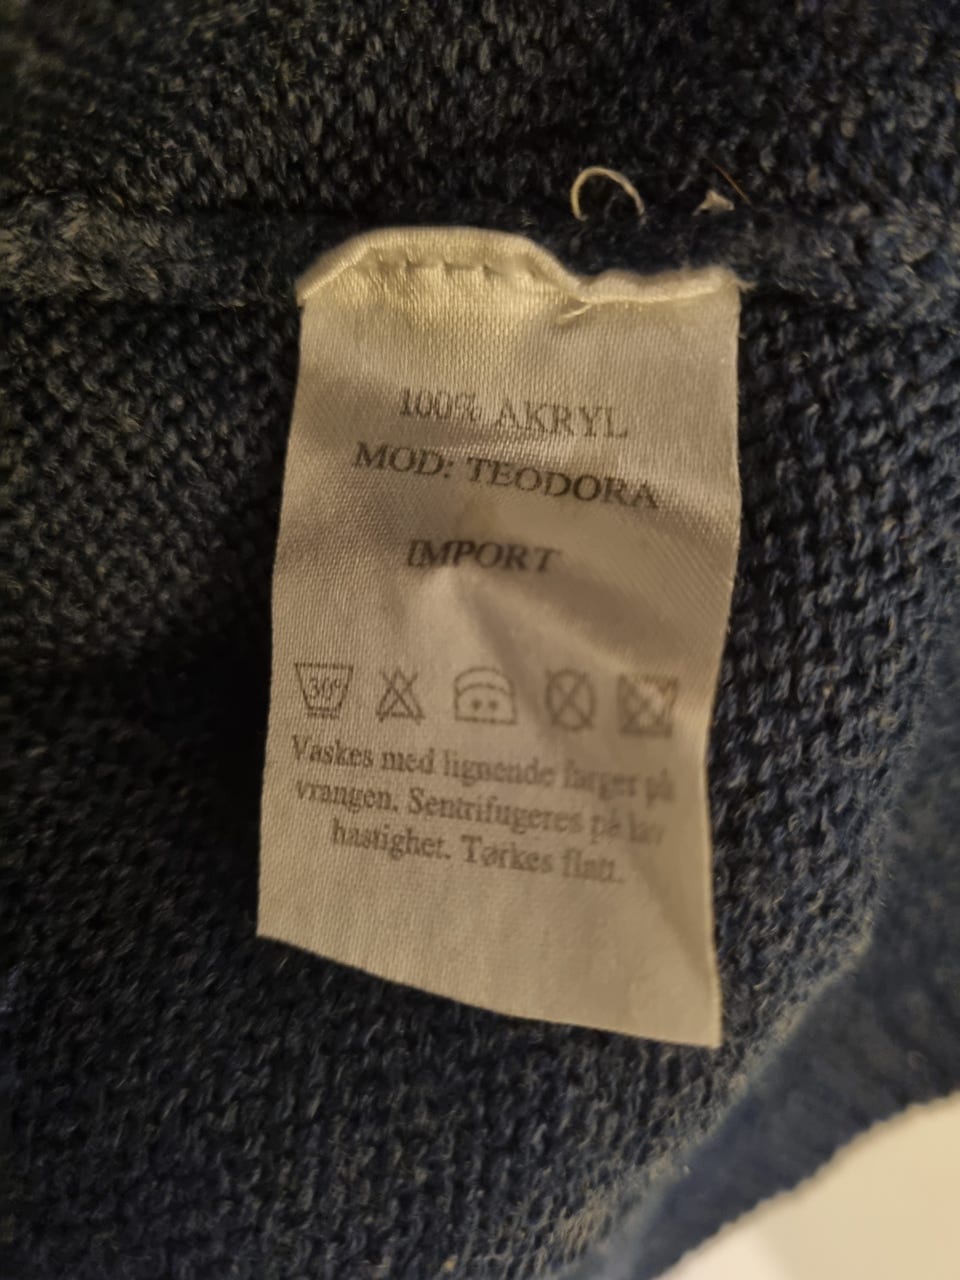 100% AKRYL
MOD: TEODORA
IMPORT
30°
Vaskes med lignende farger på
vrangen. Sentrifugeres på lav
hastighet. Tørkes flatt.